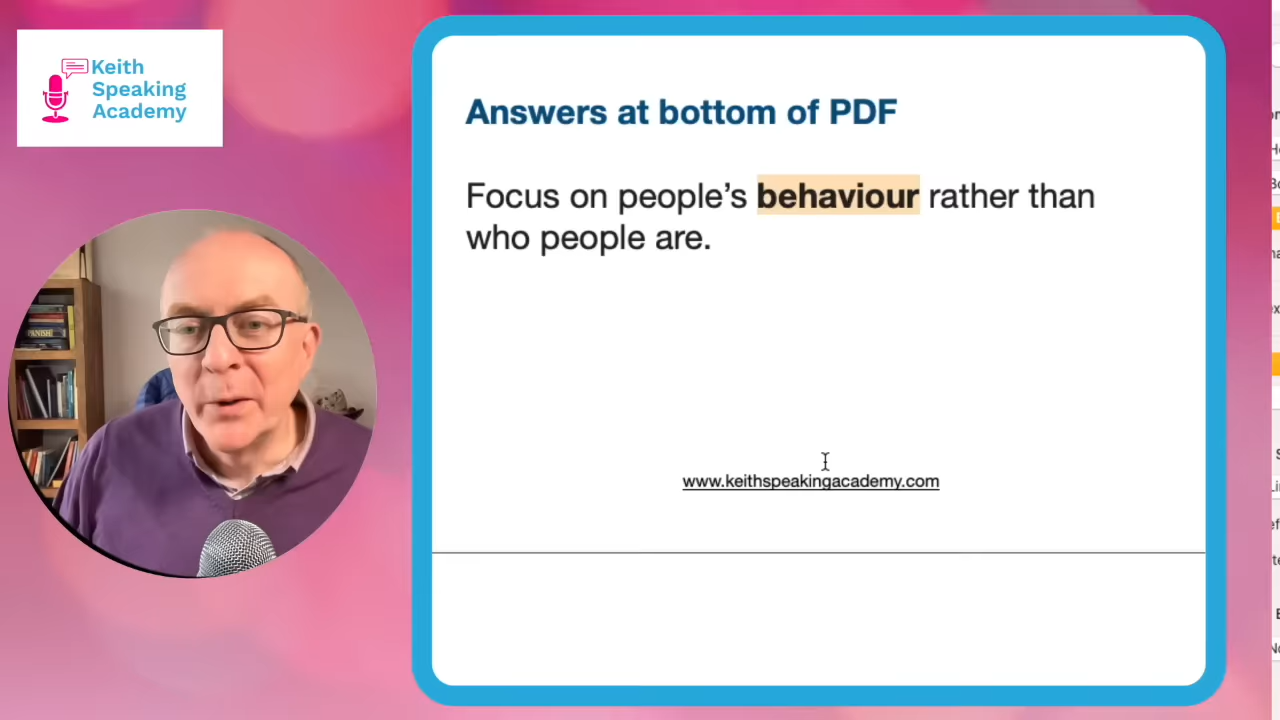 Keith
Speaking
Academy
Answers at bottom of PDF
Focus on people's behaviour rather than
who people are.
www.keithspeakingacademy.com
SPANISH